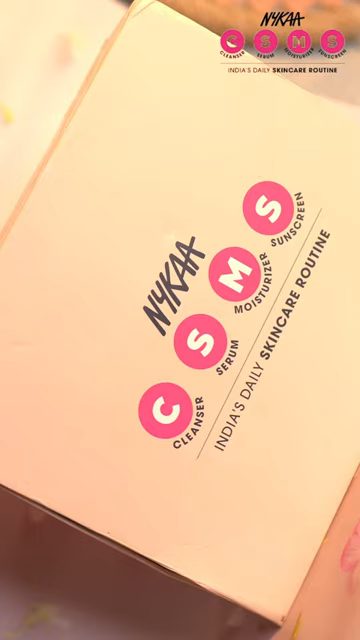 NYKAA
C S M S
CLEANSER SERUM MOISTURIZER SUNSCREEN
INDIA'S DAILY SKINCARE ROUTINE
NYKAA
C S M S
CLEANSER SERUM MOISTURIZER SUNSCREEN
INDIA'S DAILY SKINCARE ROUTINE